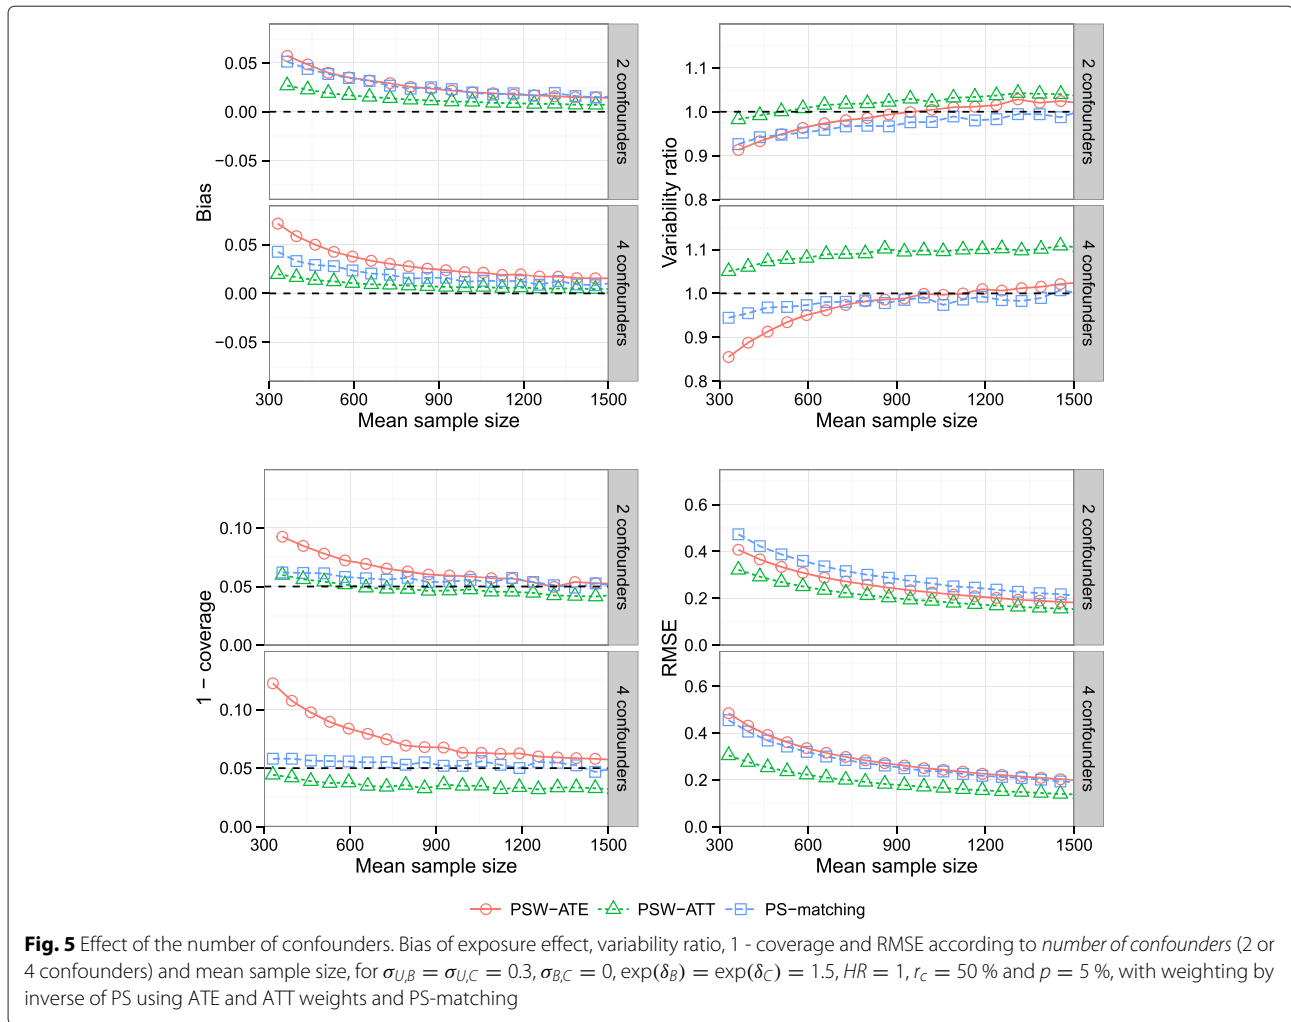 0.05
0.00
−0.05
2 confounders
0.05
0.00
−0.05
4 confounders
Bias
300 600 900 1200 1500
Mean sample size
1.1
1.0
0.9
0.8
2 confounders
1.1
1.0
0.9
0.8
4 confounders
Variability ratio
300 600 900 1200 1500
Mean sample size
0.10
0.05
0.00
2 confounders
0.10
0.05
0.00
4 confounders
1 − coverage
300 600 900 1200 1500
Mean sample size
0.6
0.4
0.2
0.0
2 confounders
0.6
0.4
0.2
0.0
4 confounders
RMSE
300 600 900 1200 1500
Mean sample size
PSW−ATE PSW−ATT PS−matching
Fig. 5 Effect of the number of confounders. Bias of exposure effect, variability ratio, 1 - coverage and RMSE according to number of confounders (2 or
4 confounders) and mean sample size, for σU,B = σU,C = 0.3, σB,C = 0, exp(δB) = exp(δC) = 1.5, HR = 1, rc = 50 % and p = 5 %, with weighting by
inverse of PS using ATE and ATT weights and PS-matching